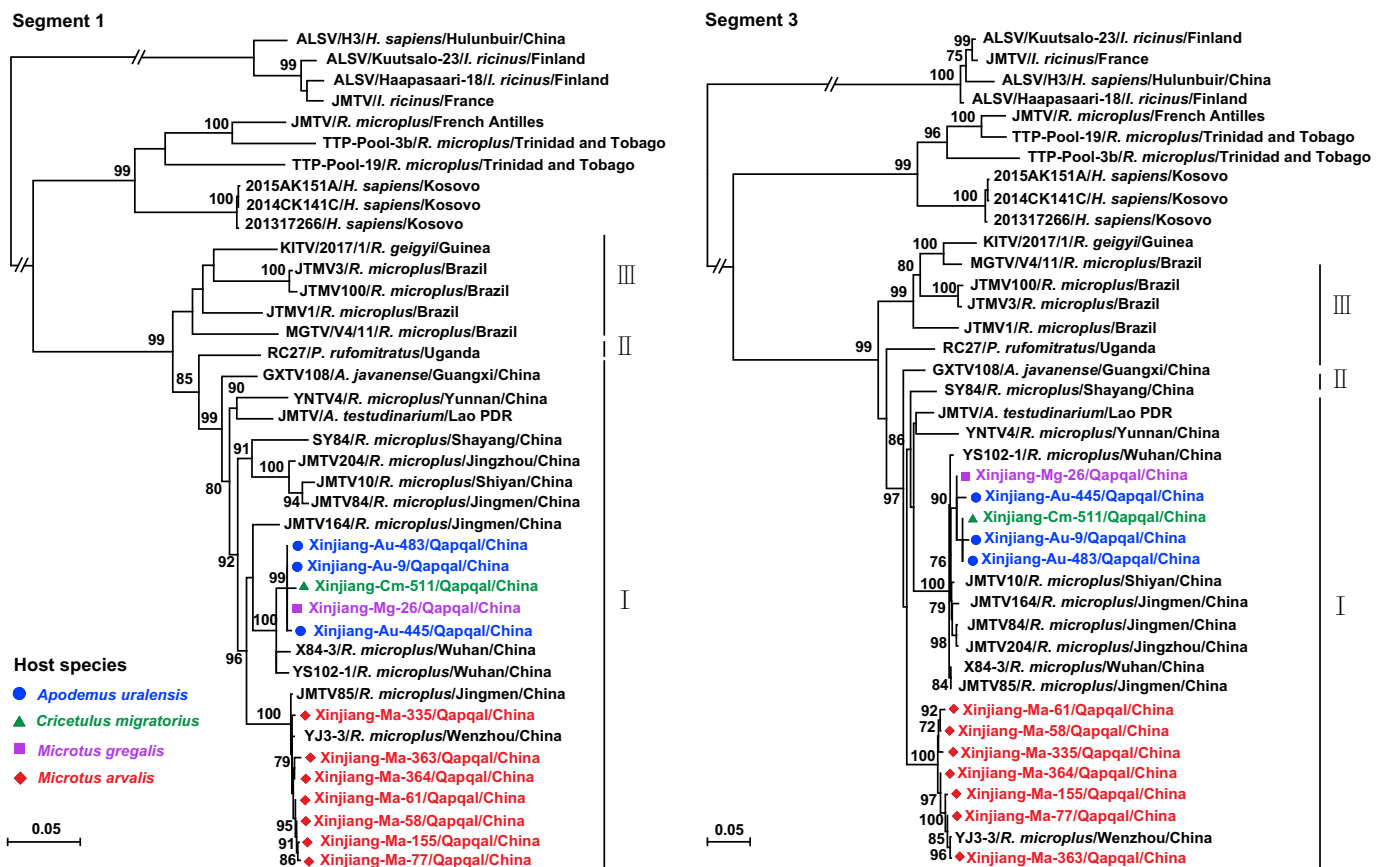 Segment 1
ALSV/H3/H. sapiens/Hulunbuir/China
99
ALSV/Kuutsalo-23/I. ricinus/Finland
ALSV/Haapasaari-18/I. ricinus/Finland
JMTV/I. ricinus/France
100
JMTV/R. microplus/French Antilles
TTP-Pool-3b/R. microplus/Trinidad and Tobago
99
TTP-Pool-19/R. microplus/Trinidad and Tobago
2015AK151A/H. sapiens/Kosovo
100
2014CK141C/H. sapiens/Kosovo
201317266/H. sapiens/Kosovo
KITV/2017/1/R. geigyi/Guinea
100
JTMV3/R. microplus/Brazil
JTMV100/R. microplus/Brazil
III
JTMV1/R. microplus/Brazil
99
MGTV/V4/11/R. microplus/Brazil
RC27/P. rufomitratus/Uganda
II
85
GXTV108/A. javanense/Guangxi/China
90
YNTV4/R. microplus/Yunnan/China
99
JMTV/A. testudinarium/Lao PDR
91
SY84/R. microplus/Shayang/China
100
JMTV204/R. microplus/Jingzhou/China
80
JMTV10/R. microplus/Shiyan/China
94
JMTV84/R. microplus/Jingmen/China
JMTV164/R. microplus/Jingmen/China
Xinjiang-Au-483/Qapqal/China
92
Xinjiang-Au-9/Qapqal/China
99
Xinjiang-Cm-511/Qapqal/China
Xinjiang-Mg-26/Qapqal/China
I
100
Xinjiang-Au-445/Qapqal/China
X84-3/R. microplus/Wuhan/China
96
YS102-1/R. microplus/Wuhan/China
JMTV85/R. microplus/Jingmen/China
100
Xinjiang-Ma-335/Qapqal/China
YJ3-3/R. microplus/Wenzhou/China
79
Xinjiang-Ma-363/Qapqal/China
Xinjiang-Ma-364/Qapqal/China
Xinjiang-Ma-61/Qapqal/China
95
Xinjiang-Ma-58/Qapqal/China
91
Xinjiang-Ma-155/Qapqal/China
86
Xinjiang-Ma-77/Qapqal/China
Host species
Apodemus uralensis
Cricetulus migratorius
Microtus gregalis
Microtus arvalis
0.05
Segment 3
99
ALSV/Kuutsalo-23/I. ricinus/Finland
75
JMTV/I. ricinus/France
100
ALSV/H3/H. sapiens/Hulunbuir/China
ALSV/Haapasaari-18/I. ricinus/Finland
100
JMTV/R. microplus/French Antilles
96
TTP-Pool-19/R. microplus/Trinidad and Tobago
99
TTP-Pool-3b/R. microplus/Trinidad and Tobago
2015AK151A/H. sapiens/Kosovo
100
2014CK141C/H. sapiens/Kosovo
201317266/H. sapiens/Kosovo
100
KITV/2017/1/R. geigyi/Guinea
80
MGTV/V4/11/R. microplus/Brazil
99
100
JTMV100/R. microplus/Brazil
JTMV3/R. microplus/Brazil
III
JTMV1/R. microplus/Brazil
99
RC27/P. rufomitratus/Uganda
GXTV108/A. javanense/Guangxi/China
II
SY84/R. microplus/Shayang/China
JMTV/A. testudinarium/Lao PDR
86
YNTV4/R. microplus/Yunnan/China
YS102-1/R. microplus/Wuhan/China
97
Xinjiang-Mg-26/Qapqal/China
90
Xinjiang-Au-445/Qapqal/China
Xinjiang-Cm-511/Qapqal/China
Xinjiang-Au-9/Qapqal/China
76
Xinjiang-Au-483/Qapqal/China
100
JMTV10/R. microplus/Shiyan/China
79
JMTV164/R. microplus/Jingmen/China
I
JMTV84/R. microplus/Jingmen/China
98
JMTV204/R. microplus/Jingzhou/China
X84-3/R. microplus/Wuhan/China
84
JMTV85/R. microplus/Jingmen/China
92
Xinjiang-Ma-61/Qapqal/China
72
Xinjiang-Ma-58/Qapqal/China
100
Xinjiang-Ma-335/Qapqal/China
Xinjiang-Ma-364/Qapqal/China
97
Xinjiang-Ma-155/Qapqal/China
100
Xinjiang-Ma-77/Qapqal/China
85
YJ3-3/R. microplus/Wenzhou/China
96
Xinjiang-Ma-363/Qapqal/China
0.05